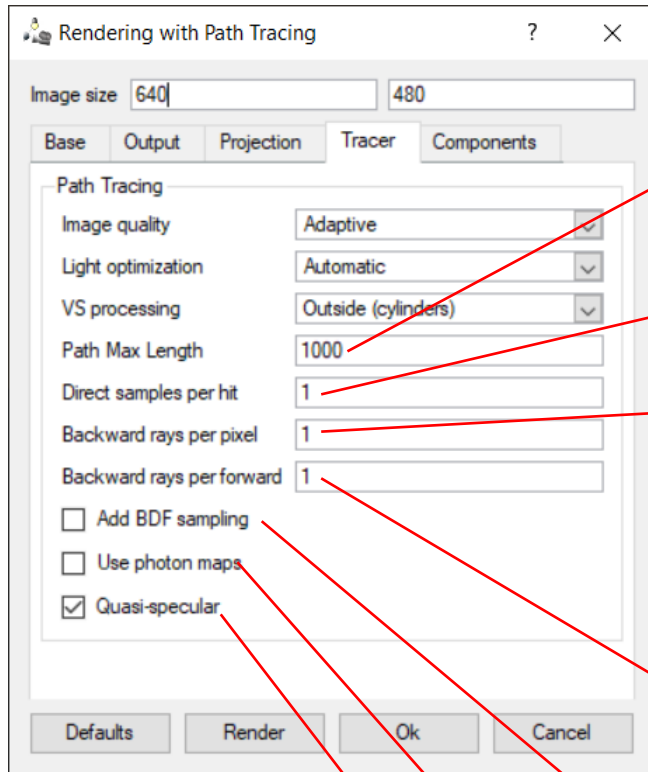 Rendering with Path Tracing ?
Image size 640 480
Base Output Projection Tracer Components
Path Tracing
Image quality Adaptive
Light optimization Automatic
VS processing Outside (cylinders)
Path Max Length 1000
Direct samples per hit 1
Backward rays per pixel 1
Backward rays per forward 1
Add BDF sampling
Use photon maps
Quasi-specular
Defaults Render Ok Cancel